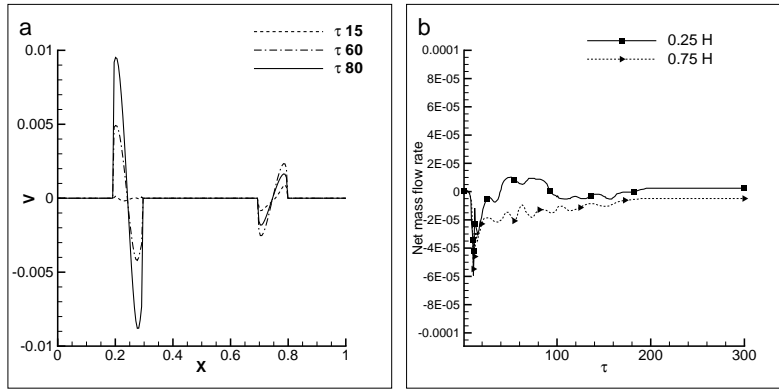 a
τ 15
τ 60
τ 80
0.01
0.005
0
-0.005
-0.01
V
0
0.2
0.4
0.6
0.8
1
X
b
0.25 H
0.75 H
0.0001
8E-05
6E-05
4E-05
2E-05
0
-2E-05
-4E-05
-6E-05
-8E-05
-0.0001
Net mass flow rate
100
200
300
τ